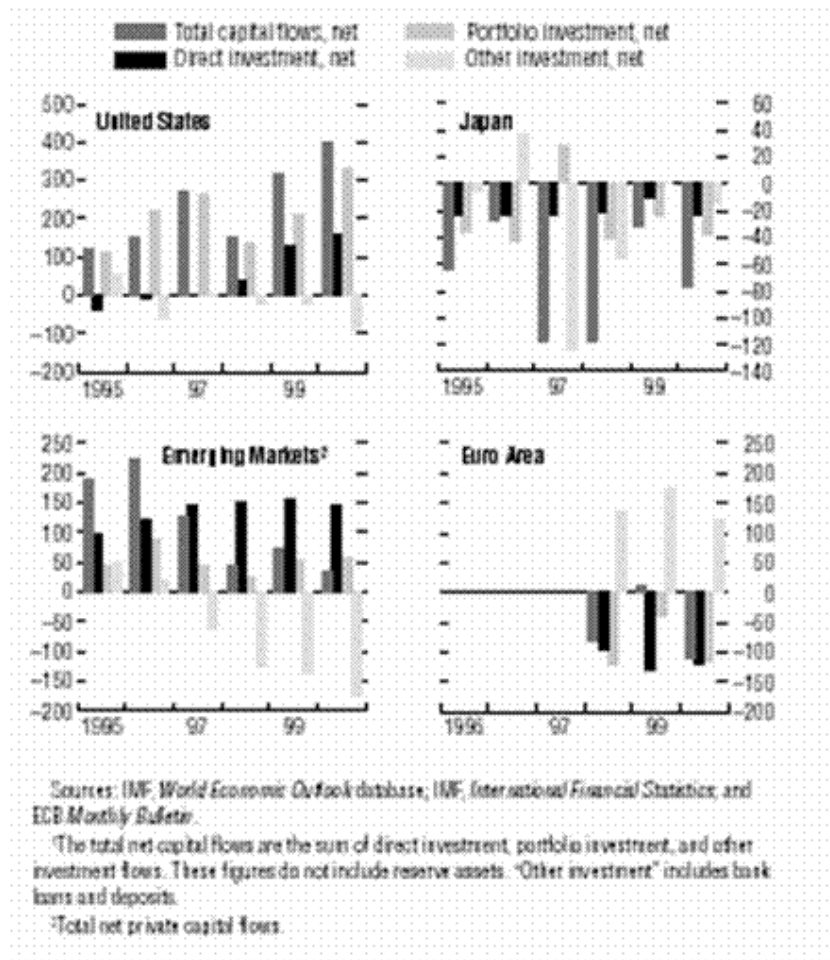 Total capital flows, net
Portfolio investment, net
Direct investment, net
Other investment, net
United States
500
400
300
200
100
0
–100
–200
1995 97 99
Japan
60
40
20
0
–20
–40
–60
–80
–100
–120
–140
1995 97 99
Emerging Markets²
250
200
150
100
50
0
–50
–100
–150
–200
1995 97 99
Euro Area
250
200
150
100
50
0
–50
–100
–150
–200
1995 97 99
Sources: IMF, World Economic Outlook database; IMF, International Financial Statistics; and
ECB Monthly Bulletin.
¹The total net capital flows are the sum of direct investment, portfolio investment, and other
investment flows. These figures do not include reserve assets. "Other investment" includes bank
loans and deposits.
²Total net private capital flows.